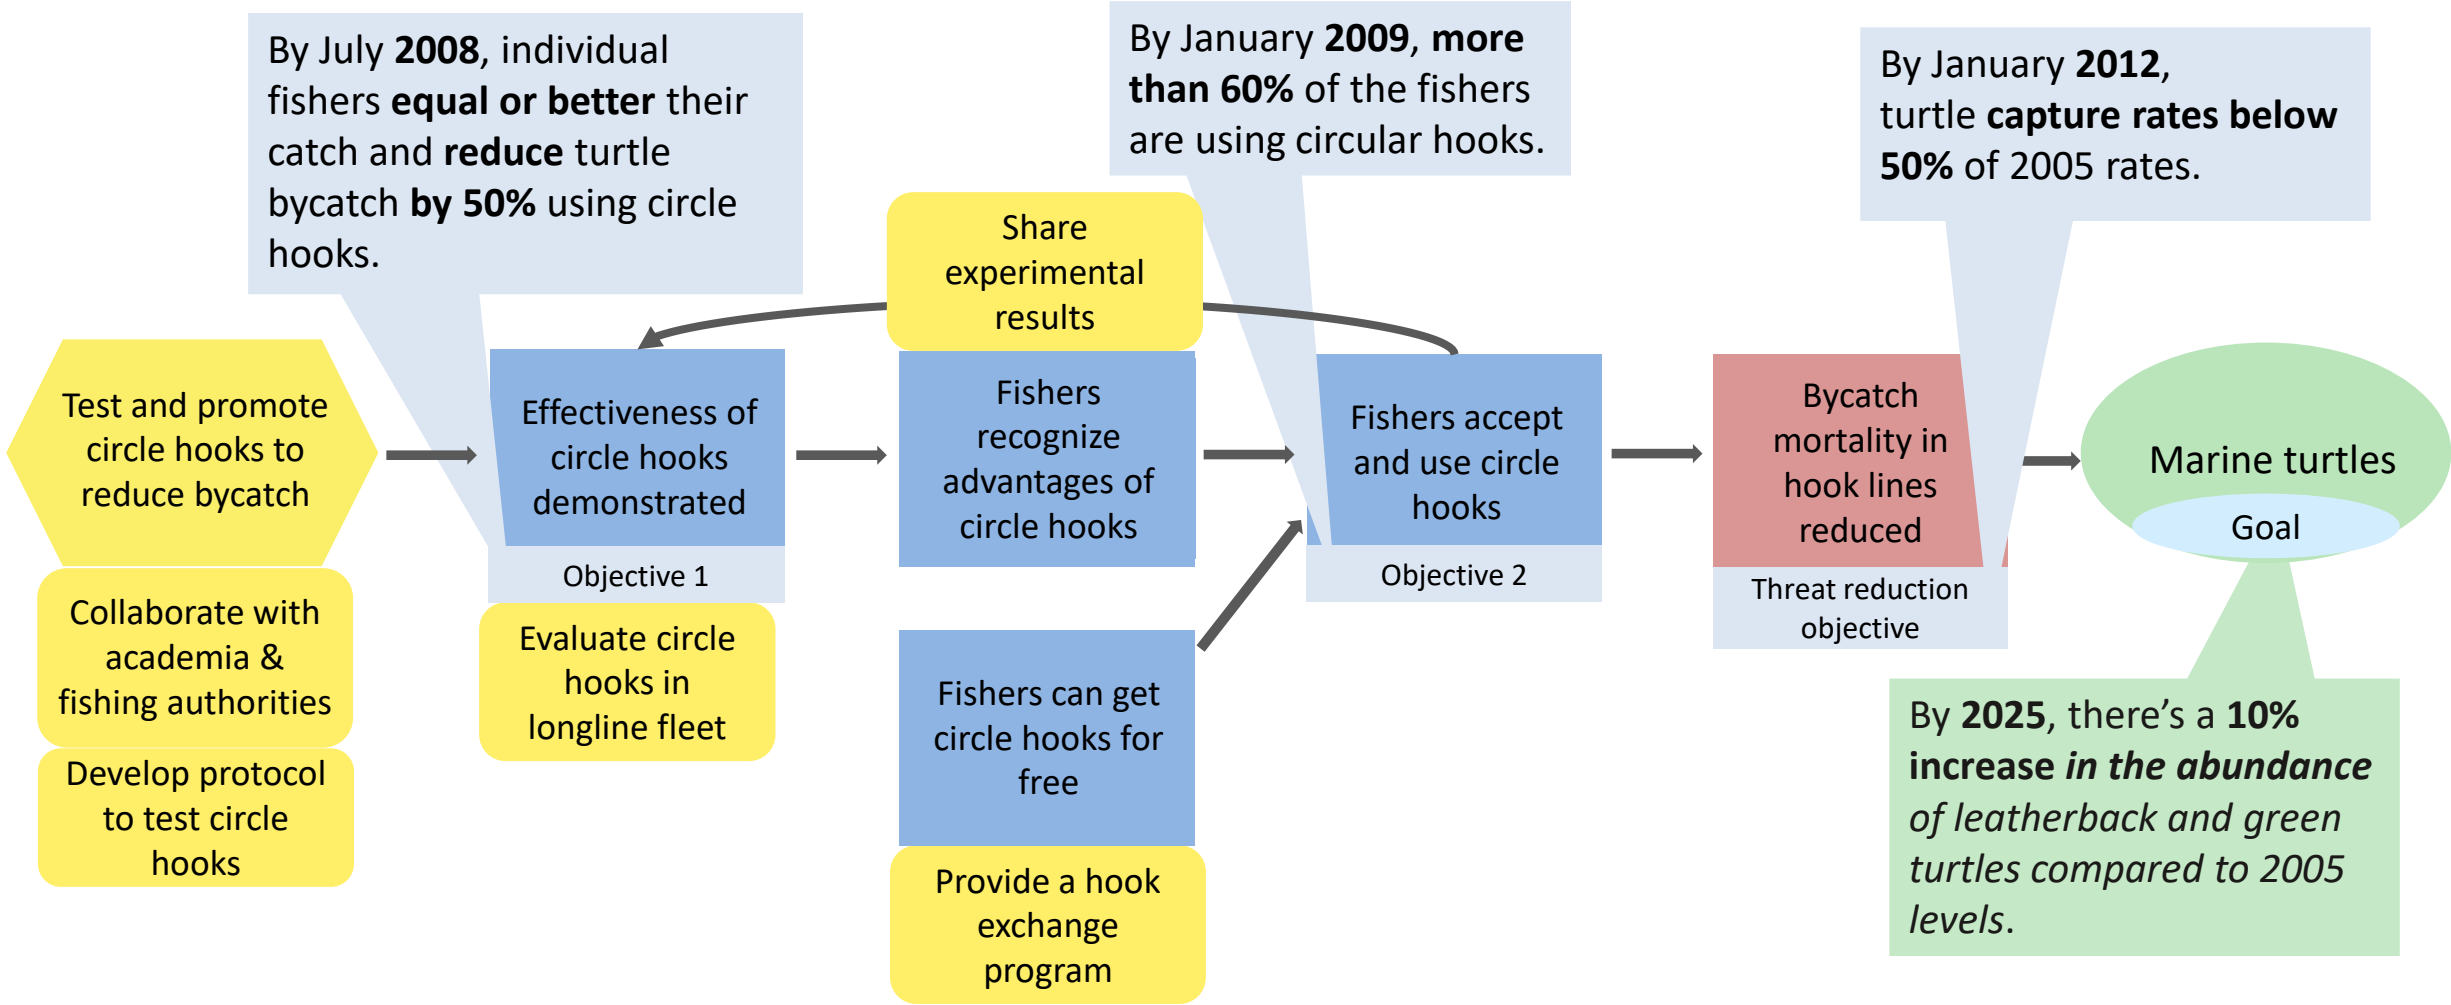 By July 2008, individual
fishers equal or better their
catch and reduce turtle
bycatch by 50% using circle
hooks.
By January 2009, more
than 60% of the fishers
are using circular hooks.
By January 2012,
turtle capture rates below
50% of 2005 rates.
Share
experimental
results
Test and promote
circle hooks to
reduce bycatch
Effectiveness of
circle hooks
demonstrated
Objective 1
Fishers
recognize
advantages of
circle hooks
Fishers accept
and use circle
hooks
Objective 2
Bycatch
mortality in
hook lines
reduced
Threat reduction
objective
Marine turtles
Goal
Collaborate with
academia &
fishing authorities
Develop protocol
to test circle
hooks
Evaluate circle
hooks in
longline fleet
Fishers can get
circle hooks for
free
Provide a hook
exchange
program
By 2025, there’s a 10%
increase in the abundance
of leatherback and green
turtles compared to 2005
levels.